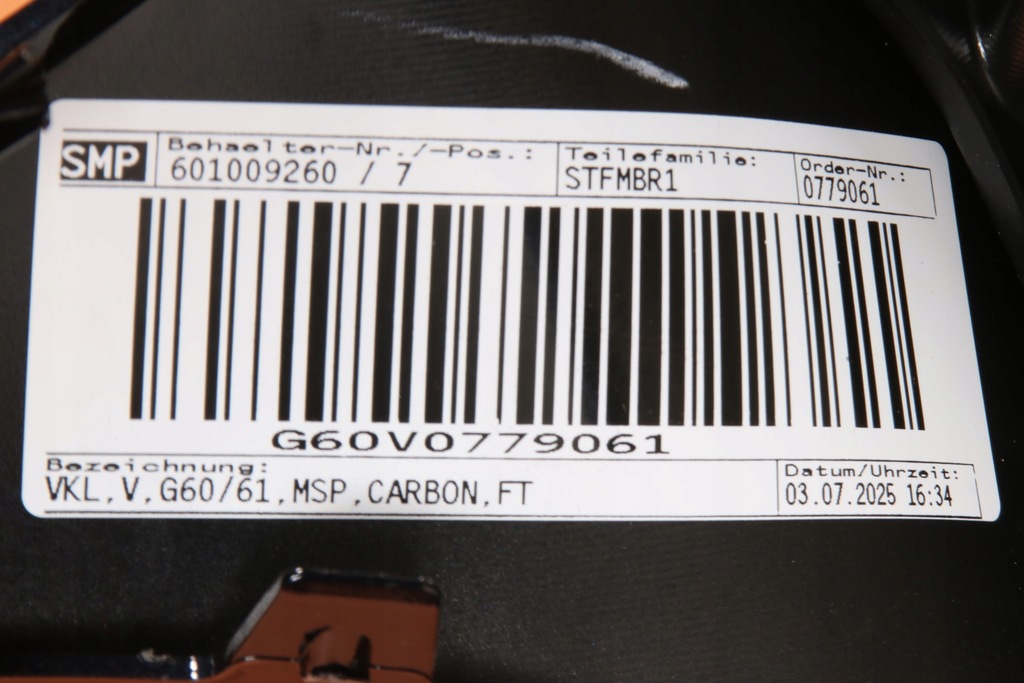 SMP
Behaelter-Nr./-Pos.:
601009260 / 7
Teilefamilie:
STFMBR1
Order-Nr.:
0779061
G60V0779061
Bezeichnung:
VKL,V,G60/61,MSP,CARBON,FT
Datum/Uhrzeit:
03.07.2025 16:34